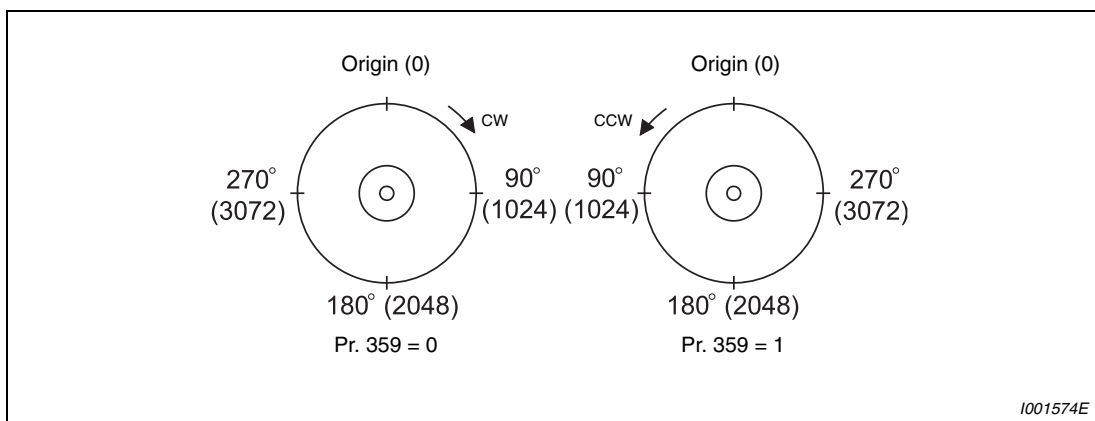 Origin (0)
CW
270°
(3072)
90°
(1024)
180° (2048)
Pr. 359 = 0
Origin (0)
CCW
90°
(1024)
270°
(3072)
180° (2048)
Pr. 359 = 1
I001574E